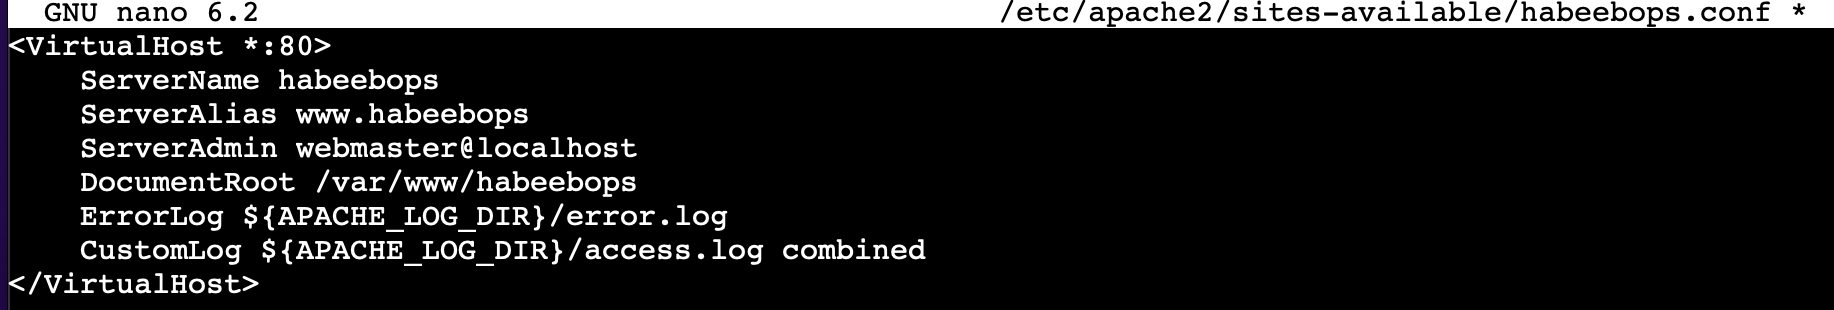 GNU nano 6.2 /etc/apache2/sites-available/habeebops.conf *
<VirtualHost *:80>
    ServerName habeebops
    ServerAlias www.habeebops
    ServerAdmin webmaster@localhost
    DocumentRoot /var/www/habeebops
    ErrorLog ${APACHE_LOG_DIR}/error.log
    CustomLog ${APACHE_LOG_DIR}/access.log combined
</VirtualHost>